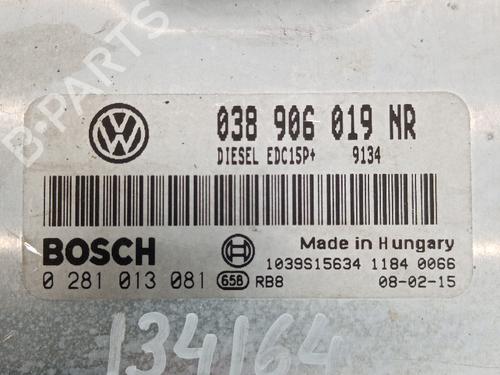 B-PARTS
038 906 019 NR
DIESEL EDC15P+ 9134
BOSCH
Made in Hungary
1039S15634 1184 0066
0 281 013 081 658 RB8 08-02-15
134164